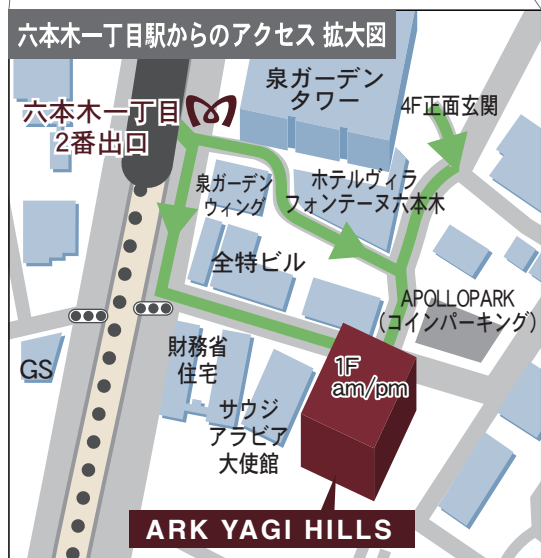 六本木一丁目駅からのアクセス 拡大図
泉ガーデン
タワー
4F正面玄関
六本木一丁目
2番出口
泉ガーデン
ウィング
ホテルヴィラ
フォンテーヌ六本木
全特ビル
APOLLOPARK
(コインパーキング)
GS
財務省
住宅
1F
am/pm
サウジ
アラビア
大使館
ARK YAGI HILLS